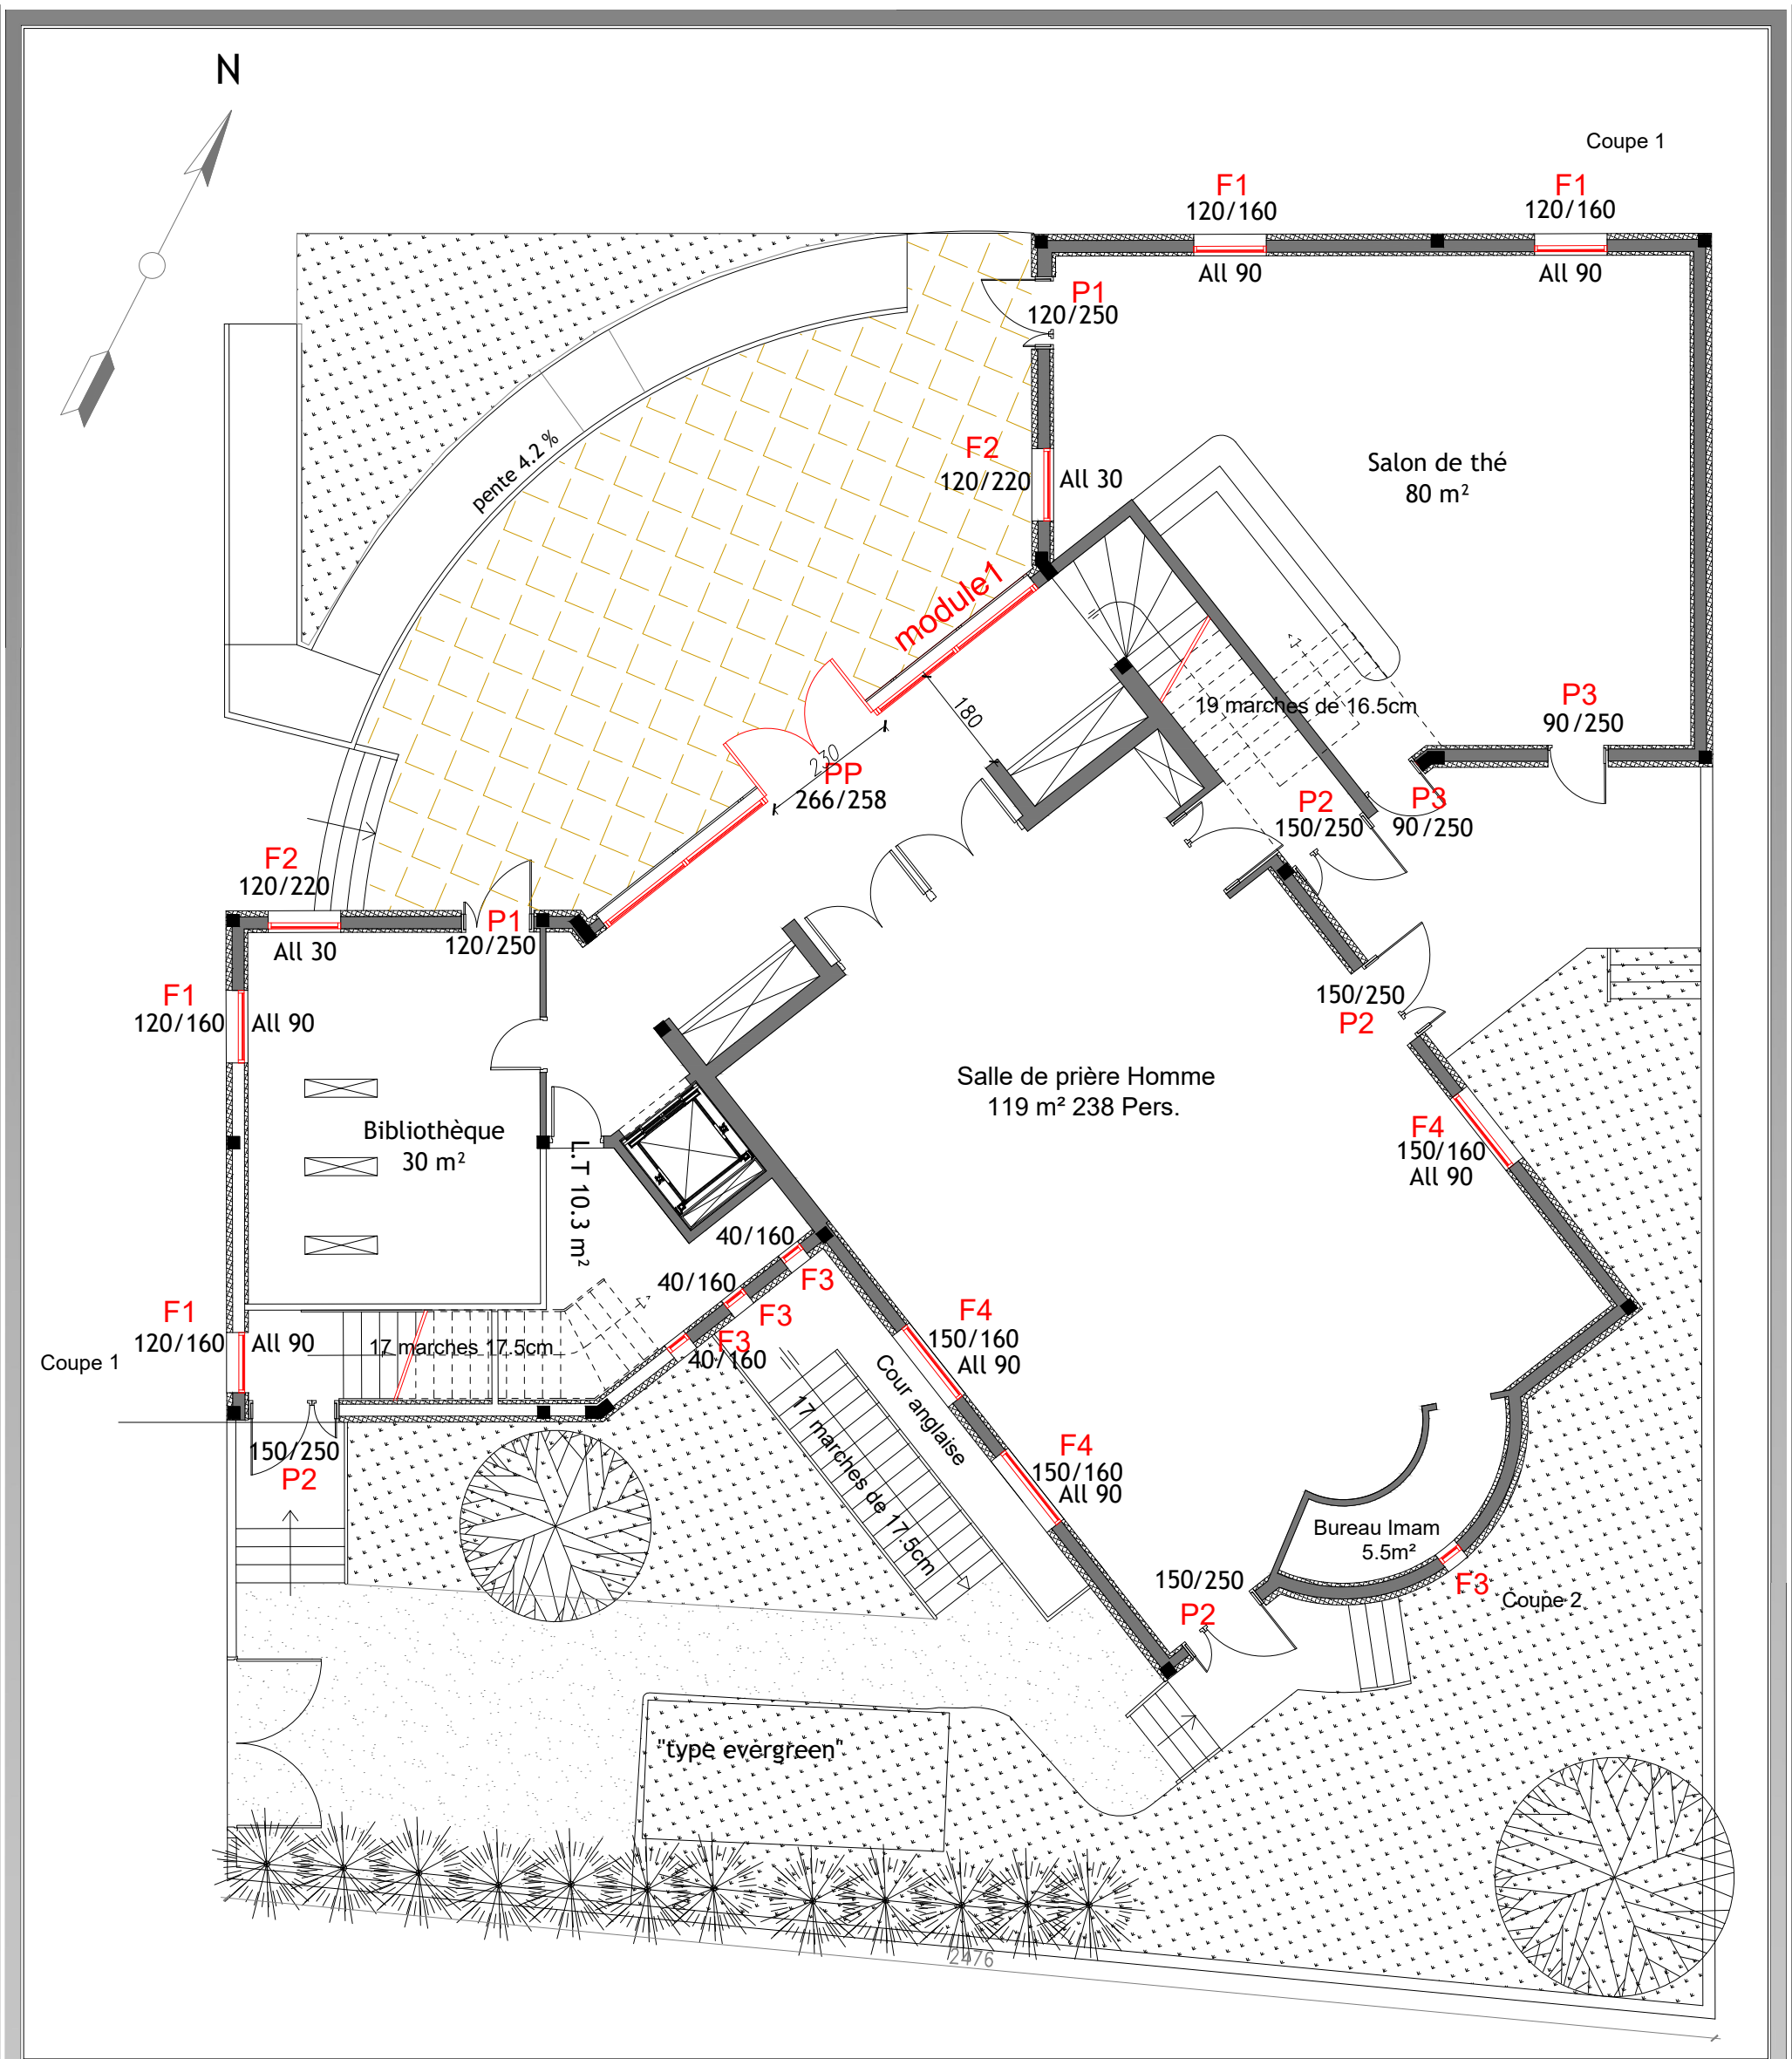 N
Coupe 1
F1
120/160
All 90
F1
120/160
All 90
P1
120/250
F2
120/220
All 30
Salon de thé
80 m²
pente 4.2 %
module1
180
230
PP
266/258
19 marches de 16.5cm
P3
90/250
P2
150/250
P3
90/250
F2
120/220
All 30
P1
120/250
F1
120/160
All 90
150/250
P2
Salle de prière Homme
119 m² 238 Pers.
F4
150/160
All 90
Bibliothèque
30 m²
L.T 10.3 m²
40/160
F3
40/160
F3
F3
40/160
F1
120/160
All 90
Coupe 1
17 marches 17.5cm
F4
150/160
All 90
Cour anglaise
17 marches de 17.5cm
F4
150/160
All 90
150/250
P2
Bureau Imam
5.5m²
F3
Coupe 2
150/250
P2
"type evergreen"
2476